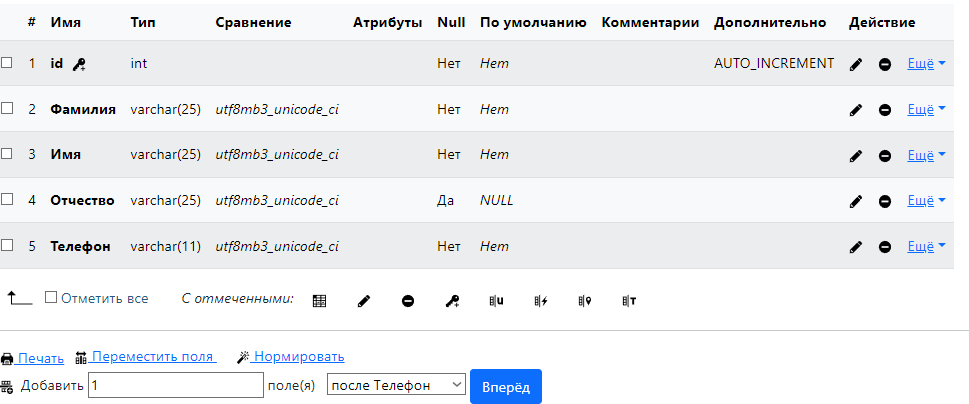 # Имя Тип Сравнение Атрибуты Null По умолчанию Комментарии Дополнительно Действие
1 id int Нет Нет AUTO_INCREMENT Ещё
2 Фамилия varchar(25) utf8mb3_unicode_ci Нет Нет Ещё
3 Имя varchar(25) utf8mb3_unicode_ci Нет Нет Ещё
4 Отчество varchar(25) utf8mb3_unicode_ci Да NULL Ещё
5 Телефон varchar(11) utf8mb3_unicode_ci Нет Нет Ещё
Отметить все С отмеченными:
Печать Переместить поля Нормировать
Добавить 1 поле(я) после Телефон Вперёд